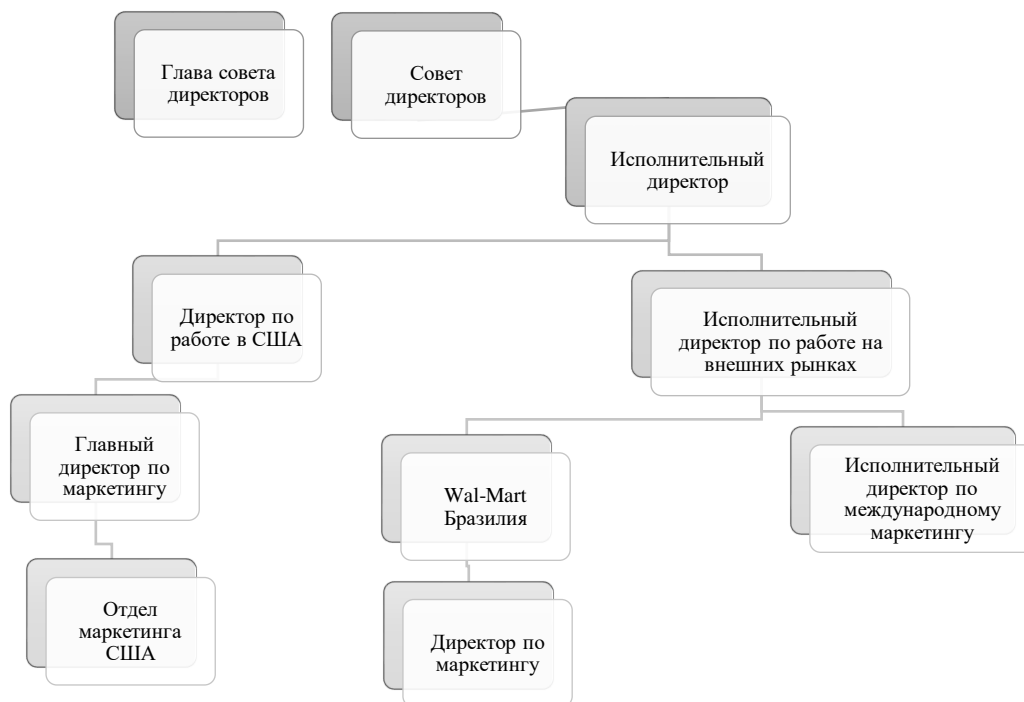 Глава совета
директоров
Совет
директоров
Исполнительный
директор
Директор по
работе в США
Исполнительный
директор по работе на
внешних рынках
Главный
директор по
маркетингу
Wal-Mart
Бразилия
Исполнительный
директор по
международному
маркетингу
Отдел
маркетинга
США
Директор по
маркетингу